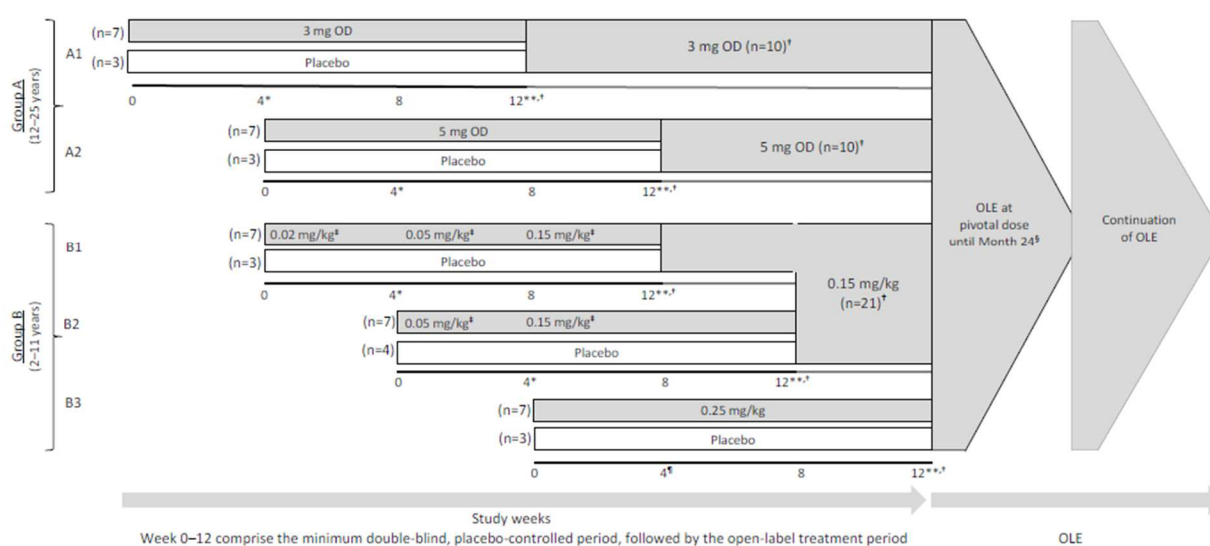 Group A
(12–25 years)
A1
(n=7)
3 mg OD
(n=3)
Placebo
3 mg OD (n=10)†
0 4* 8 12**,†
A2
(n=7)
5 mg OD
(n=3)
Placebo
5 mg OD (n=10)†
0 4* 8 12**,†
Group B
(2–11 years)
B1
(n=7)
0.02 mg/kg‡ 0.05 mg/kg‡ 0.15 mg/kg‡
(n=3)
Placebo
0 4* 8 12**,†
B2
(n=7)
0.05 mg/kg‡ 0.15 mg/kg‡
(n=4)
Placebo
0.15 mg/kg
(n=21)†
0 4* 8 12**,†
B3
(n=7)
0.25 mg/kg
(n=3)
Placebo
0 4¶ 8 12**,†
OLE at
pivotal dose
until Month 24§
Continuation
of OLE
Study weeks
Week 0–12 comprise the minimum double-blind, placebo-controlled period, followed by the open-label treatment period
OLE